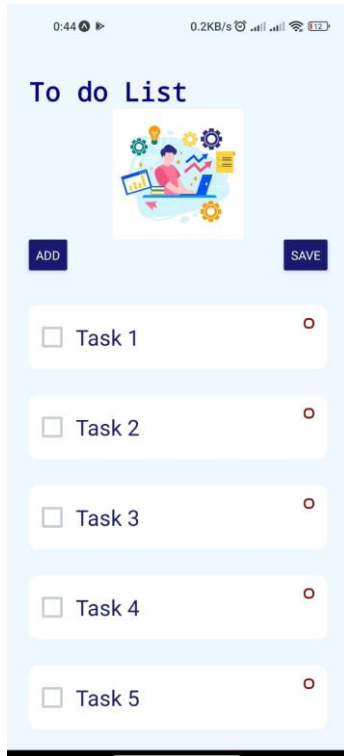 0:44 0.2KB/s 12
To do List
ADD SAVE
Task 1
Task 2
Task 3
Task 4
Task 5